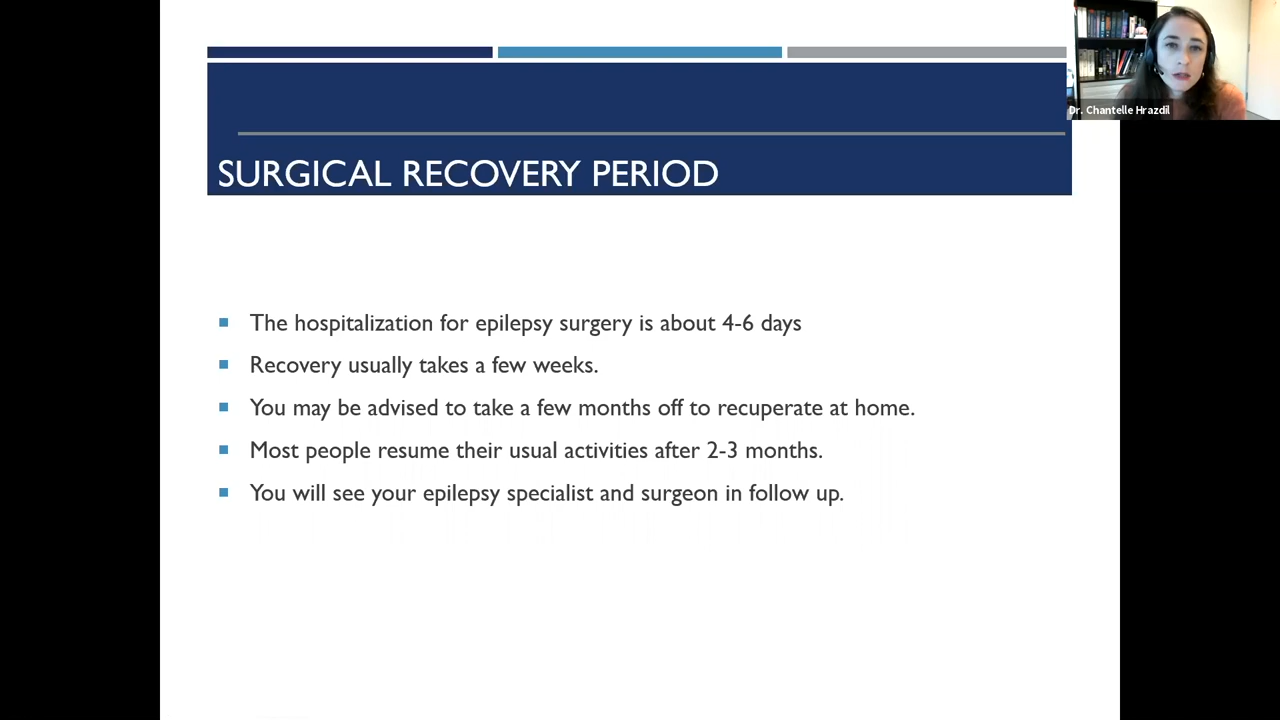 Dr. Chantelle Hrazdil
SURGICAL RECOVERY PERIOD
The hospitalization for epilepsy surgery is about 4-6 days
Recovery usually takes a few weeks.
You may be advised to take a few months off to recuperate at home.
Most people resume their usual activities after 2-3 months.
You will see your epilepsy specialist and surgeon in follow up.